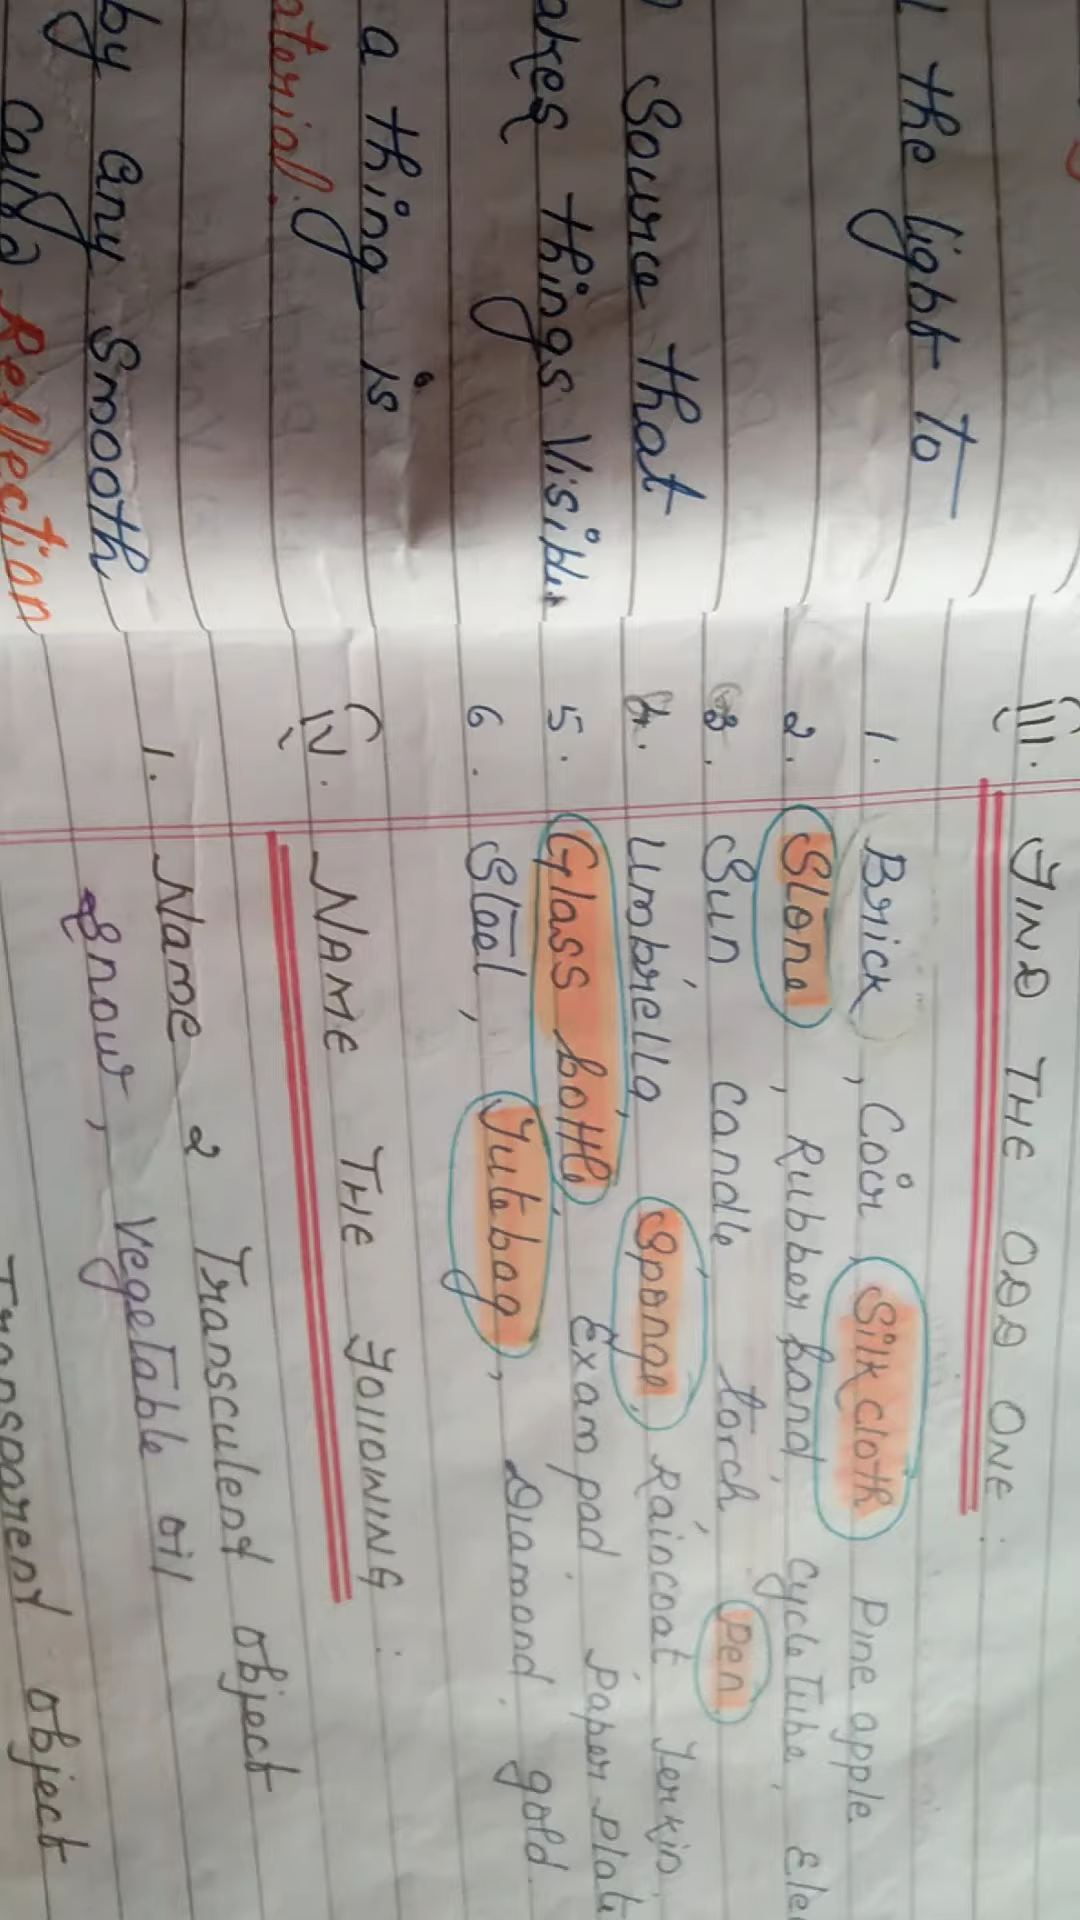 l the light to
Source that
akes things visible
a thing is
aterial.
by any smooth
called Reflection
III. FIND THE ODD ONE :
1. Brick, Coir, Silk cloth Pine apple
2. Stone, Rubber band, Cycle tube, Ele
3. Sun candle torch pen
4. Umbrella, Sponge, Raincoat Jerkin.
5. Glass bottle, Exam pad paper plate
6. Steel, Jute bag, Diamond. gold.
IV. NAME THE FOllOWING :
1. Name 2 Transculent object
Snow, Vegetable oil
Transparent object